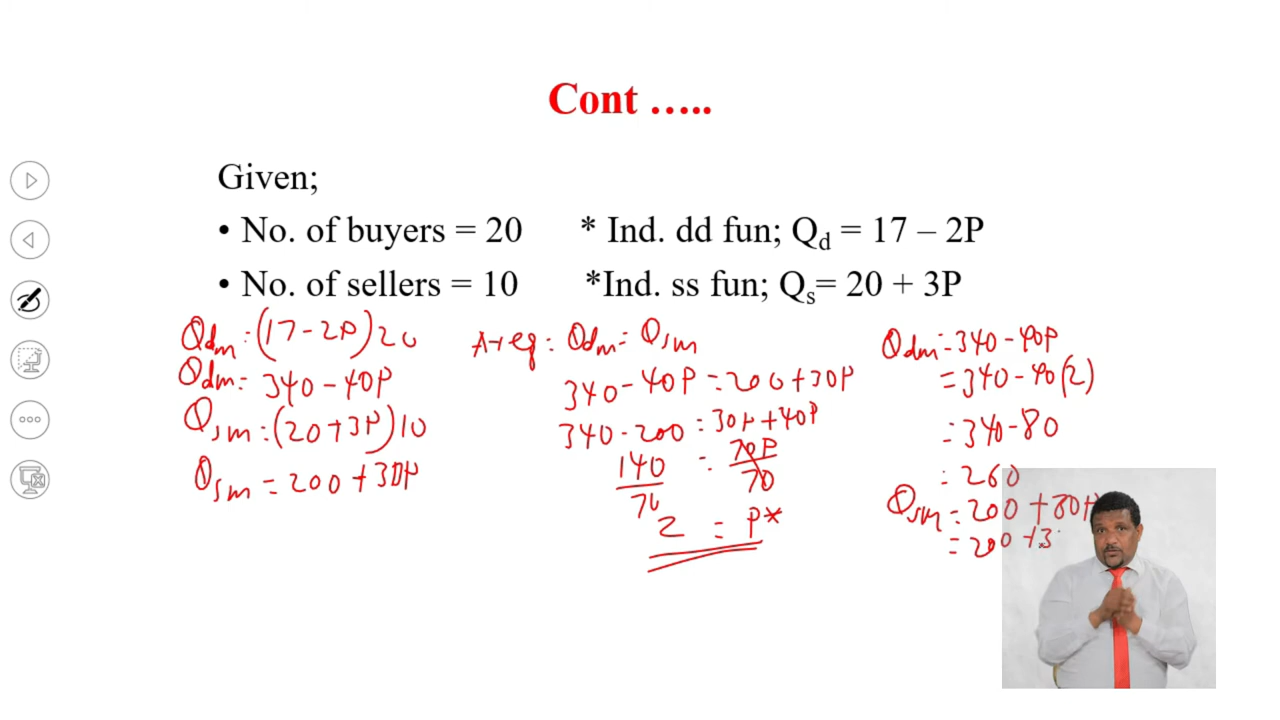 Cont …..
Given;
• No. of buyers = 20 * Ind. dd fun; Qd = 17 – 2P
• No. of sellers = 10 *Ind. ss fun; Qs= 20 + 3P
Qdm = (17 - 2P)20
Qdm = 340 - 40P
Qsm = (20+3P)10
Qsm = 200 + 30P
At eq: Qdm = Qsm
340 - 40P = 200 + 30P
340 - 200 = 30P + 40P
140 = 70P
70 70
2 = P*
Qdm = 340 - 40P
= 340 - 40(2)
= 340 - 80
= 260
Qsm = 200 + 30P
= 200 + 3